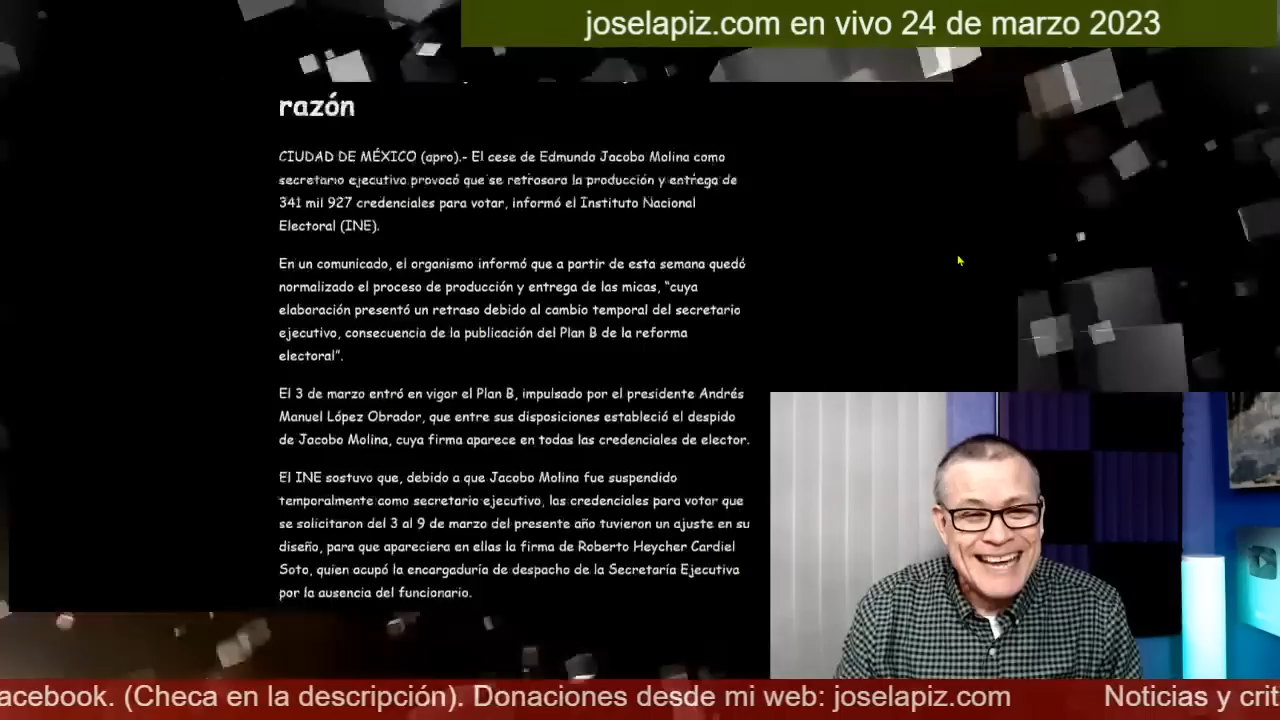 joselapiz.com en vivo 24 de marzo 2023
razón
CIUDAD DE MÉXICO (apro).- El cese de Edmundo Jacobo Molina como
secretario ejecutivo provocó que se retrasara la producción y entrega de
341 mil 927 credenciales para votar, informó el Instituto Nacional
Electoral (INE).
En un comunicado, el organismo informó que a partir de esta semana quedó
normalizado el proceso de producción y entrega de las micas, “cuya
elaboración presentó un retraso debido al cambio temporal del secretario
ejecutivo, consecuencia de la publicación del Plan B de la reforma
electoral”.
El 3 de marzo entró en vigor el Plan B, impulsado por el presidente Andrés
Manuel López Obrador, que entre sus disposiciones estableció el despido
de Jacobo Molina, cuya firma aparece en todas las credenciales de elector.
El INE sostuvo que, debido a que Jacobo Molina fue suspendido
temporalmente como secretario ejecutivo, las credenciales para votar que
se solicitaron del 3 al 9 de marzo del presente año tuvieron un ajuste en su
diseño, para que apareciera en ellas la firma de Roberto Heycher Cardiel
Soto, quien ocupó la encargaduría de despacho de la Secretaría Ejecutiva
por la ausencia del funcionario.
acebook. (Checa en la descripción). Donaciones desde mi web: joselapiz.com Noticias y crit